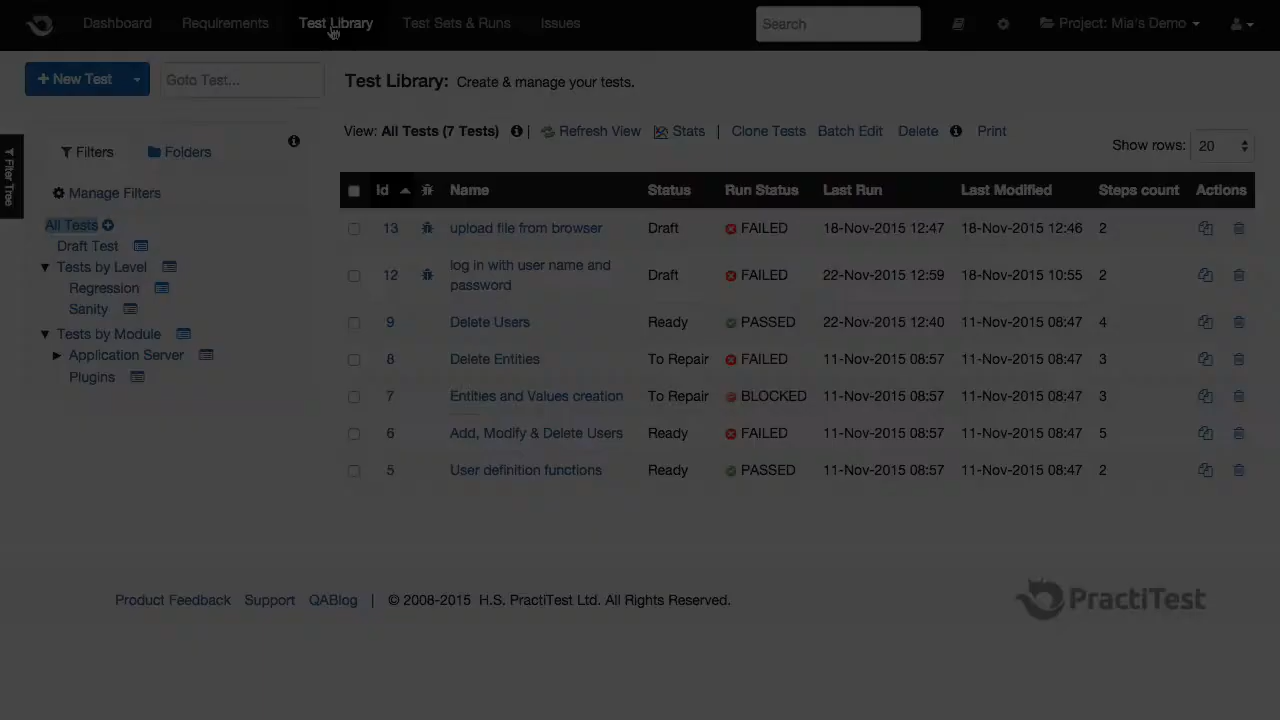 Dashboard Requirements Test Library Test Sets & Runs Issues Search Project: Mia's Demo
New Test Goto Test... Test Library: Create & manage your tests.
View: All Tests (7 Tests) Refresh View Stats | Clone Tests Batch Edit Delete Print
Show rows: 20
Filter Tree
Filters Folders
Manage Filters
All Tests
Draft Test
Tests by Level
Regression
Sanity
Tests by Module
Application Server
Plugins
Id Name Status Run Status Last Run Last Modified Steps count Actions
13 upload file from browser Draft FAILED 18-Nov-2015 12:47 18-Nov-2015 12:46 2
12 log in with user name and password Draft FAILED 22-Nov-2015 12:59 18-Nov-2015 10:55 2
9 Delete Users Ready PASSED 22-Nov-2015 12:40 11-Nov-2015 08:47 4
8 Delete Entities To Repair FAILED 11-Nov-2015 08:57 11-Nov-2015 08:47 3
7 Entities and Values creation To Repair BLOCKED 11-Nov-2015 08:57 11-Nov-2015 08:47 3
6 Add, Modify & Delete Users Ready FAILED 11-Nov-2015 08:57 11-Nov-2015 08:47 5
5 User definition functions Ready PASSED 11-Nov-2015 08:57 11-Nov-2015 08:47 2
Product Feedback Support QABlog | © 2008-2015 H.S. PractiTest Ltd. All Rights Reserved.
PractiTest